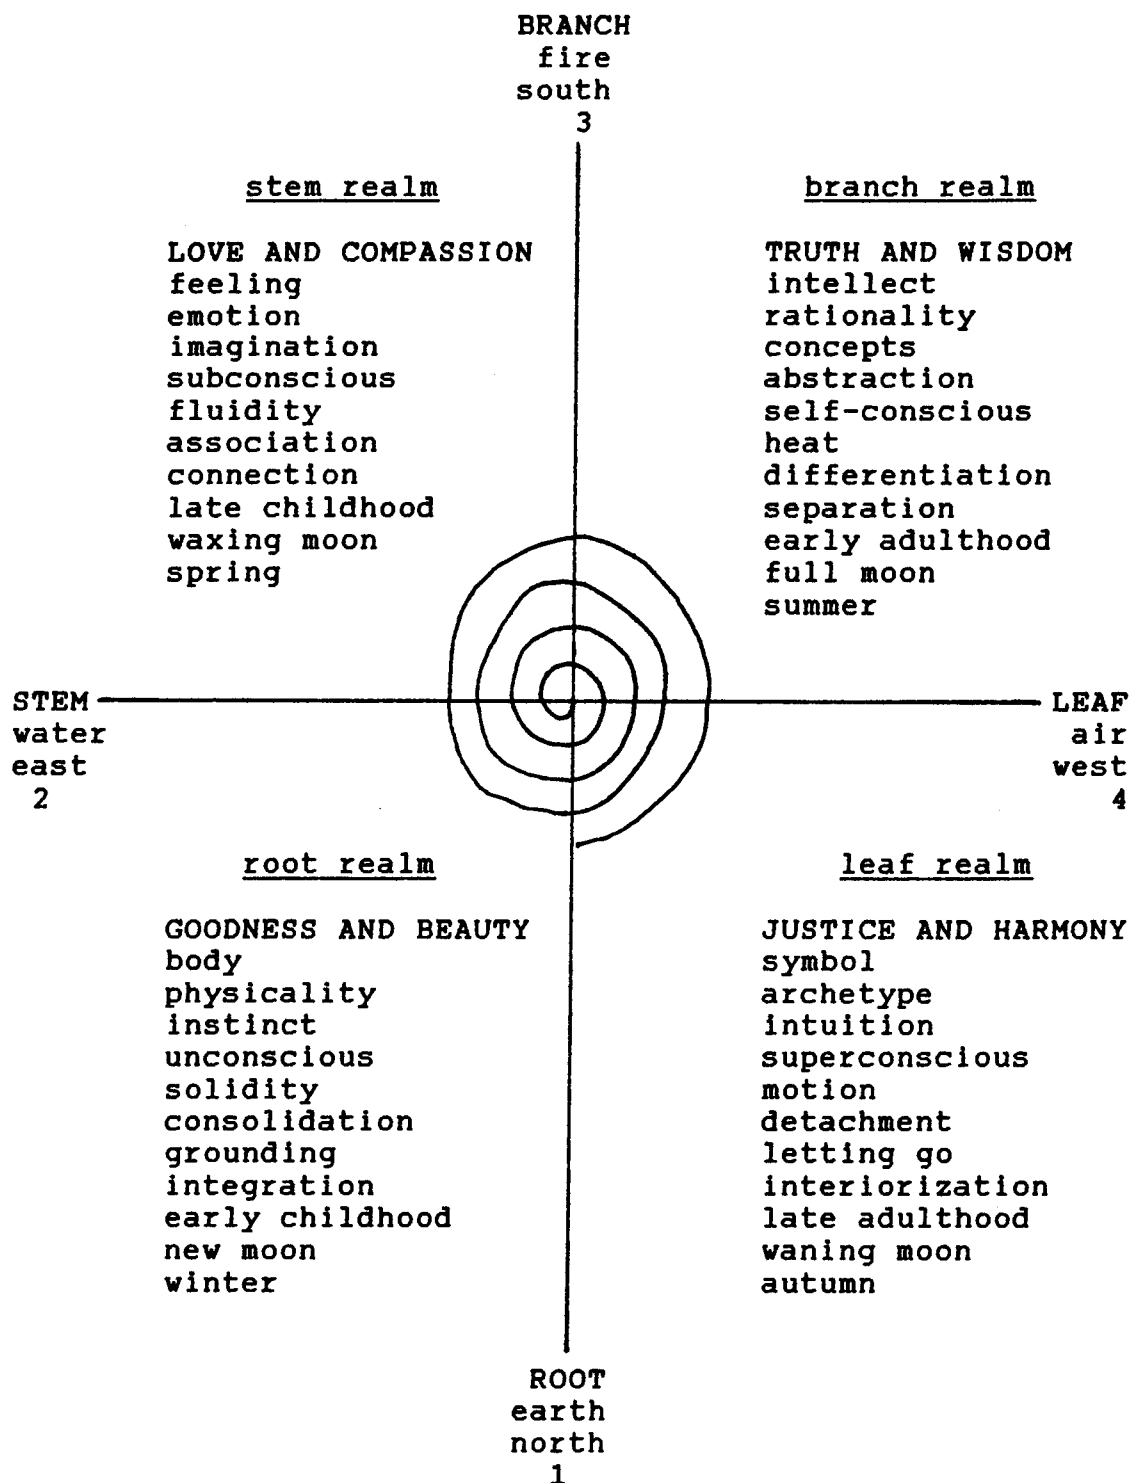 BRANCH
fire
south
3
stem realm
LOVE AND COMPASSION
feeling
emotion
imagination
subconscious
fluidity
association
connection
late childhood
waxing moon
spring
branch realm
TRUTH AND WISDOM
intellect
rationality
concepts
abstraction
self-conscious
heat
differentiation
separation
early adulthood
full moon
summer
STEM
water
east
2
LEAF
air
west
4
root realm
GOODNESS AND BEAUTY
body
physicality
instinct
unconscious
solidity
consolidation
grounding
integration
early childhood
new moon
winter
leaf realm
JUSTICE AND HARMONY
symbol
archetype
intuition
superconscious
motion
detachment
letting go
interiorization
late adulthood
waning moon
autumn
ROOT
earth
north
1